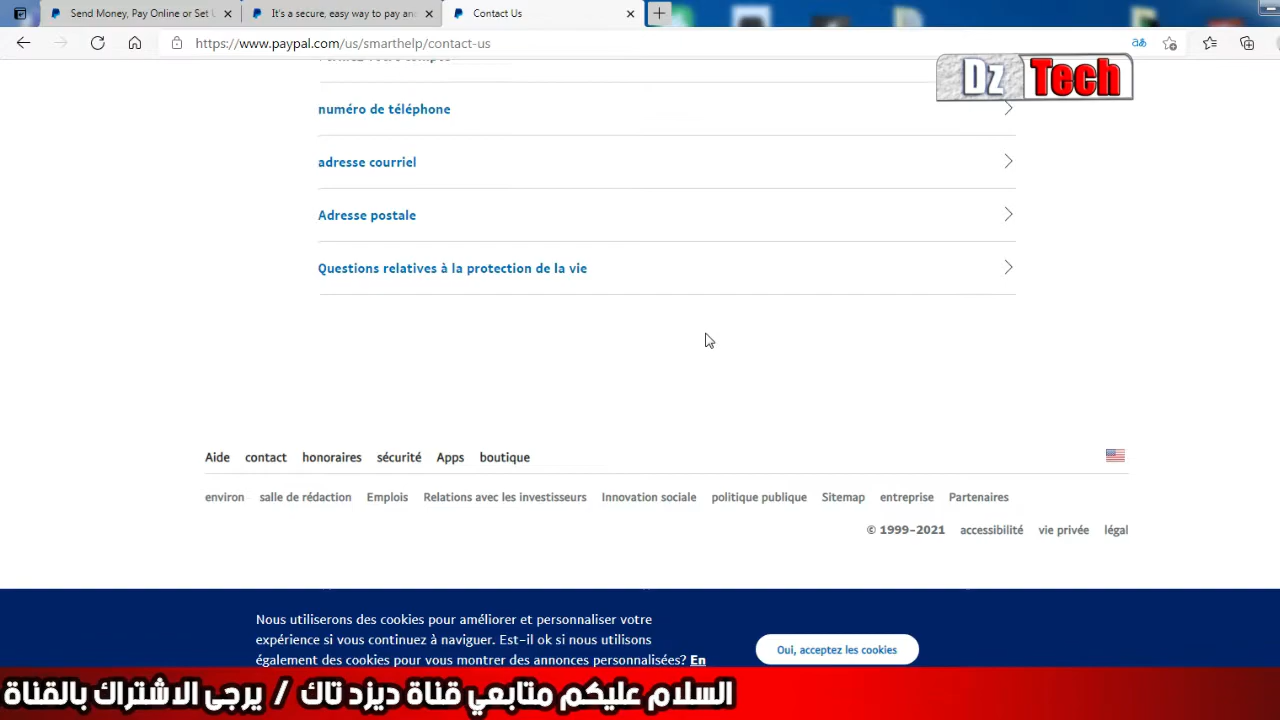 Send Money, Pay Online or Set U
It's a secure, easy way to pay and
Contact Us
https://www.paypal.com/us/smarthelp/contact-us
Dz Tech
numéro de téléphone
adresse courriel
Adresse postale
Questions relatives à la protection de la vie
Aide contact honoraires sécurité Apps boutique
environ salle de rédaction Emplois Relations avec les investisseurs Innovation sociale politique publique Sitemap entreprise Partenaires
© 1999-2021 accessibilité vie privée légal
Nous utiliserons des cookies pour améliorer et personnaliser votre
expérience si vous continuez à naviguer. Est-il ok si nous utilisons
également des cookies pour vous montrer des annonces personnalisées? En
Oui, acceptez les cookies
السلام عليكم متابعي قناة ديزد تاك / يرجى الاشتراك بالقناة